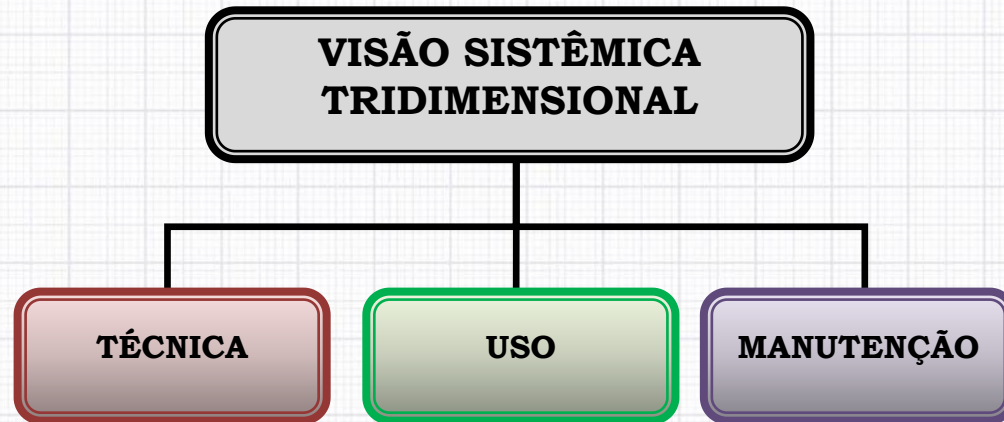 VISÃO SISTÊMICA
TRIDIMENSIONAL
TÉCNICA
USO
MANUTENÇÃO